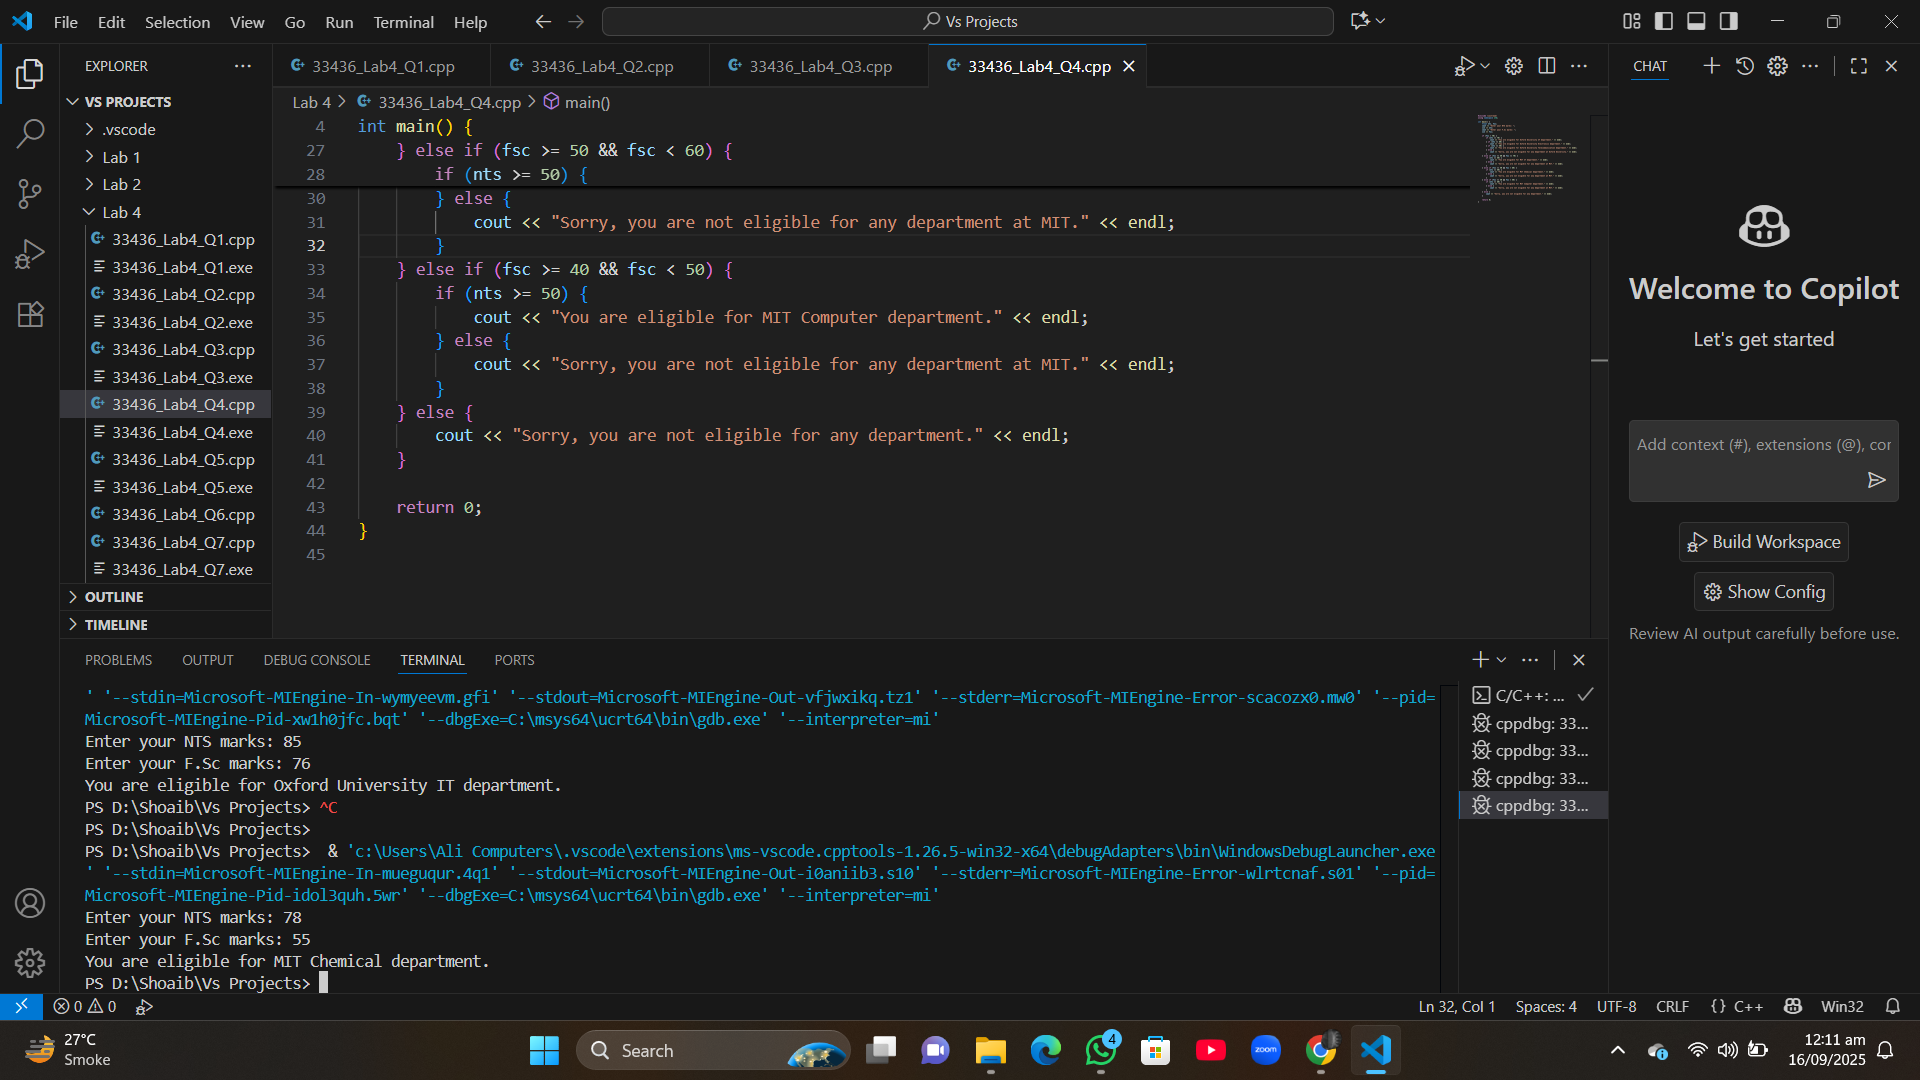 File Edit Selection View Go Run Terminal Help
Vs Projects
EXPLORER
VS PROJECTS
.vscode
Lab 1
Lab 2
Lab 4
33436_Lab4_Q1.cpp
33436_Lab4_Q1.exe
33436_Lab4_Q2.cpp
33436_Lab4_Q2.exe
33436_Lab4_Q3.cpp
33436_Lab4_Q3.exe
33436_Lab4_Q4.cpp
33436_Lab4_Q4.exe
33436_Lab4_Q5.cpp
33436_Lab4_Q5.exe
33436_Lab4_Q6.cpp
33436_Lab4_Q7.cpp
33436_Lab4_Q7.exe
OUTLINE
TIMELINE
33436_Lab4_Q1.cpp 33436_Lab4_Q2.cpp 33436_Lab4_Q3.cpp 33436_Lab4_Q4.cpp
Lab 4 > 33436_Lab4_Q4.cpp > main()
4 int main() {
27 } else if (fsc >= 50 && fsc < 60) {
28 if (nts >= 50) {
30 } else {
31 cout << "Sorry, you are not eligible for any department at MIT." << endl;
32 }
33 } else if (fsc >= 40 && fsc < 50) {
34 if (nts >= 50) {
35 cout << "You are eligible for MIT Computer department." << endl;
36 } else {
37 cout << "Sorry, you are not eligible for any department at MIT." << endl;
38 }
39 } else {
40 cout << "Sorry, you are not eligible for any department." << endl;
41 }
42
43 return 0;
44 }
45
CHAT
Welcome to Copilot
Let's get started
Add context (#), extensions (@), cor
Build Workspace
Show Config
Review AI output carefully before use.
PROBLEMS OUTPUT DEBUG CONSOLE TERMINAL PORTS
' '--stdin=Microsoft-MIEngine-In-wymyeevm.gfi' '--stdout=Microsoft-MIEngine-Out-vfjwxikq.tz1' '--stderr=Microsoft-MIEngine-Error-scacozx0.mw0' '--pid=
Microsoft-MIEngine-Pid-xw1h0jfc.bqt' '--dbgExe=C:\msys64\ucrt64\bin\gdb.exe' '--interpreter=mi'
Enter your NTS marks: 85
Enter your F.Sc marks: 76
You are eligible for Oxford University IT department.
PS D:\Shoaib\Vs Projects> ^C
PS D:\Shoaib\Vs Projects>
PS D:\Shoaib\Vs Projects>  & 'c:\Users\Ali Computers\.vscode\extensions\ms-vscode.cpptools-1.26.5-win32-x64\debugAdapters\bin\WindowsDebugLauncher.exe
' '--stdin=Microsoft-MIEngine-In-mueguqur.4q1' '--stdout=Microsoft-MIEngine-Out-i0aniib3.s10' '--stderr=Microsoft-MIEngine-Error-wlrtcnaf.s01' '--pid=
Microsoft-MIEngine-Pid-idol3quh.5wr' '--dbgExe=C:\msys64\ucrt64\bin\gdb.exe' '--interpreter=mi'
Enter your NTS marks: 78
Enter your F.Sc marks: 55
You are eligible for MIT Chemical department.
PS D:\Shoaib\Vs Projects>
C/C++: ...
cppdbg: 33...
cppdbg: 33...
cppdbg: 33...
cppdbg: 33...
0 0
Ln 32, Col 1 Spaces: 4 UTF-8 CRLF {} C++ Win32
27°C
Smoke
Search
4
zoom
12:11 am
16/09/2025